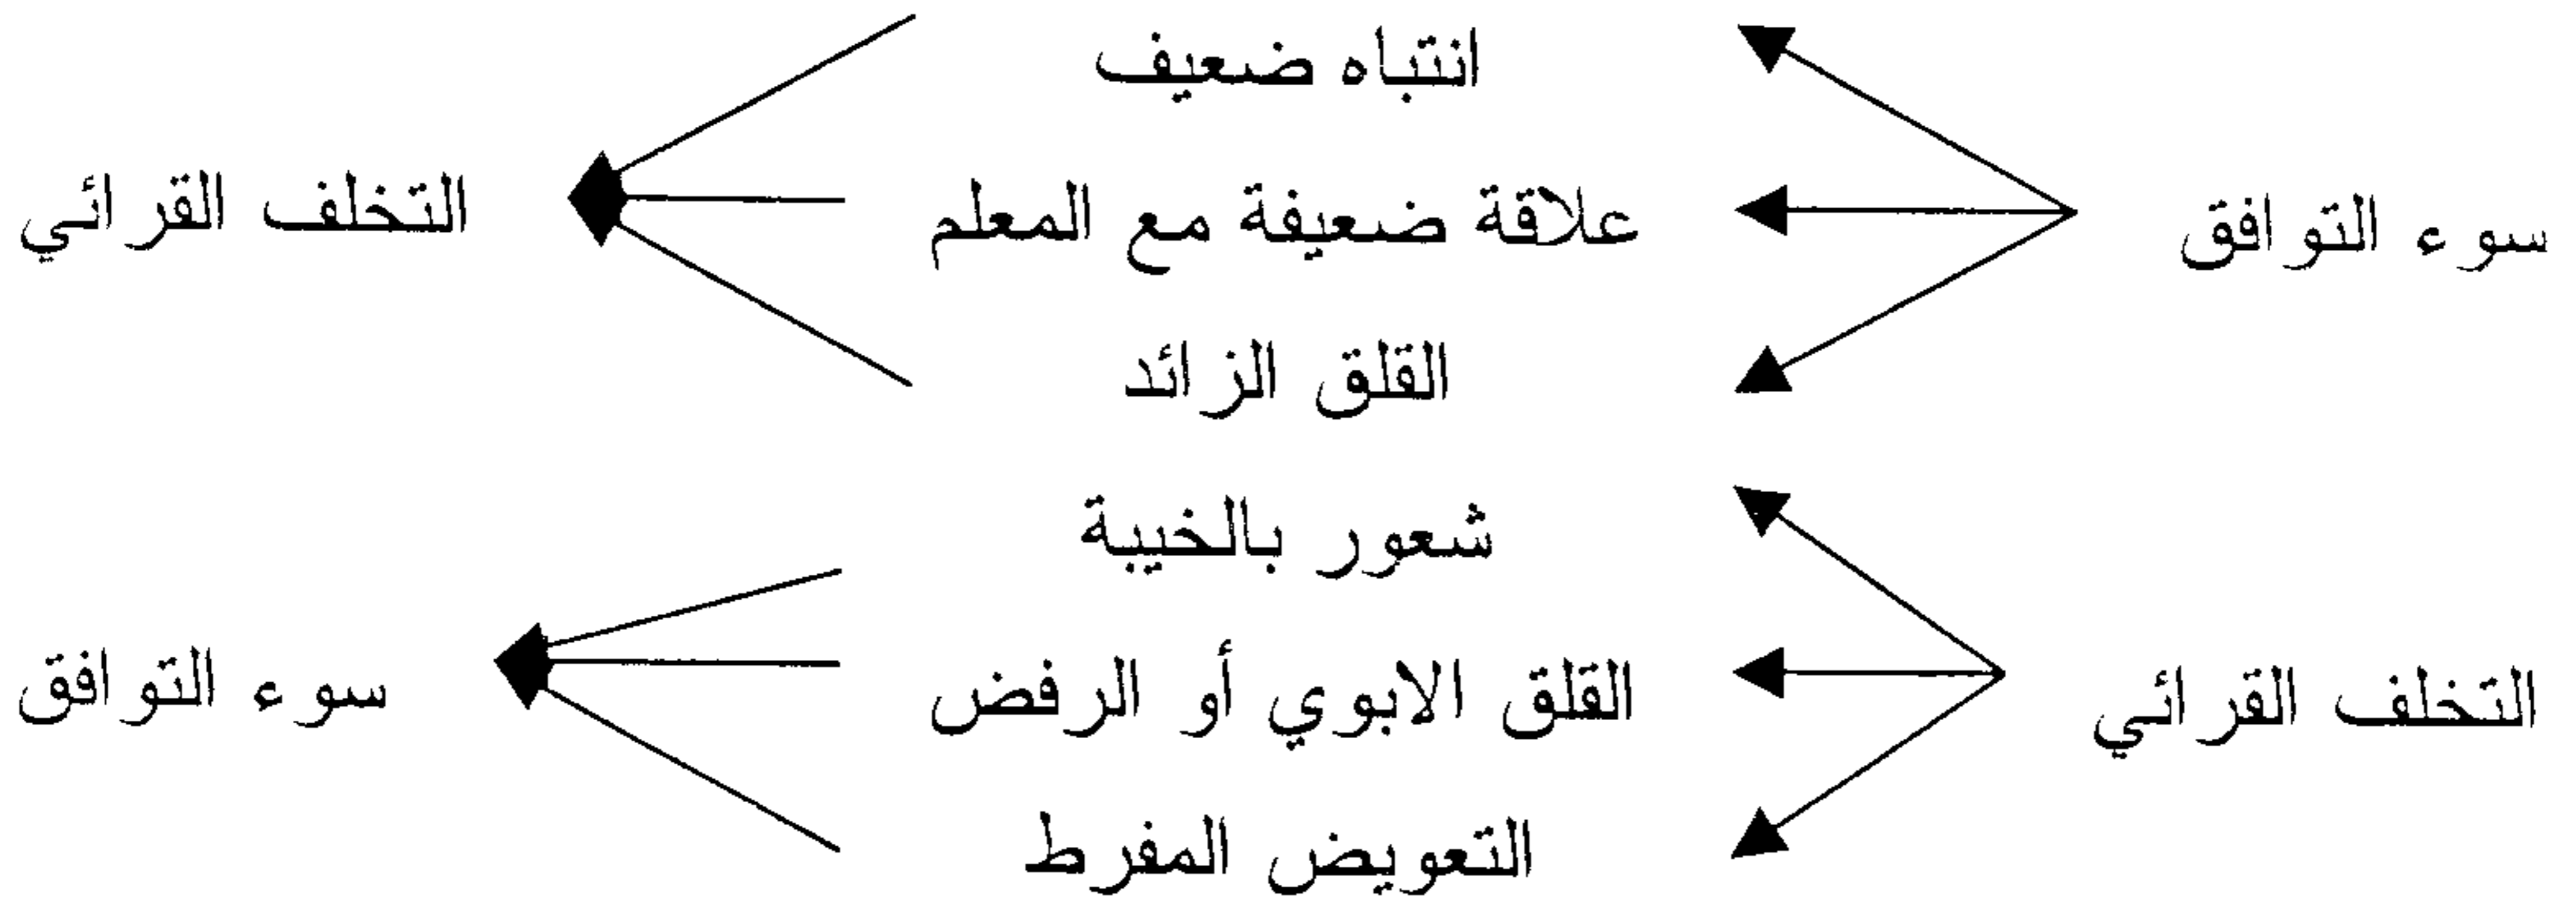 انتباه ضعيف
سوء التوافق علاقة ضعيفة مع المعلم التخلف القرائي
القلق الزائد
شعور بالخيبة
التخلف القرائي القلق الابوي أو الرفض سوء التوافق
التعويض المفرط